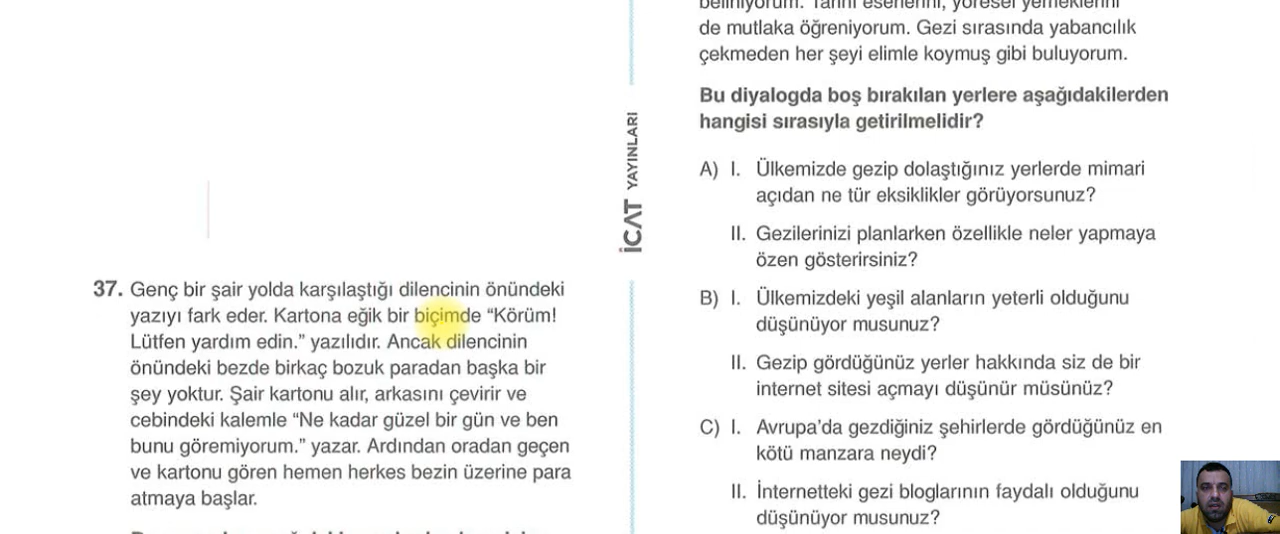 37. Genç bir şair yolda karşılaştığı dilencinin önündeki
yazıyı fark eder. Kartona eğik bir biçimde “Körüm!
Lütfen yardım edin.” yazılıdır. Ancak dilencinin
önündeki bezde birkaç bozuk paradan başka bir
şey yoktur. Şair kartonu alır, arkasını çevirir ve
cebindeki kalemle “Ne kadar güzel bir gün ve ben
bunu göremiyorum.” yazar. Ardından oradan geçen
ve kartonu gören hemen herkes bezin üzerine para
atmaya başlar.
İCAT YAYINLARI
de mutlaka öğreniyorum. Gezi sırasında yabancılık
çekmeden her şeyi elimle koymuş gibi buluyorum.
Bu diyalogda boş bırakılan yerlere aşağıdakilerden
hangisi sırasıyla getirilmelidir?
A) I. Ülkemizde gezip dolaştığınız yerlerde mimari
açıdan ne tür eksiklikler görüyorsunuz?
II. Gezilerinizi planlarken özellikle neler yapmaya
özen gösterirsiniz?
B) I. Ülkemizdeki yeşil alanların yeterli olduğunu
düşünüyor musunuz?
II. Gezip gördüğünüz yerler hakkında siz de bir
internet sitesi açmayı düşünür müsünüz?
C) I. Avrupa’da gezdiğiniz şehirlerde gördüğünüz en
kötü manzara neydi?
II. İnternetteki gezi bloglarının faydalı olduğunu
düşünüyor musunuz?